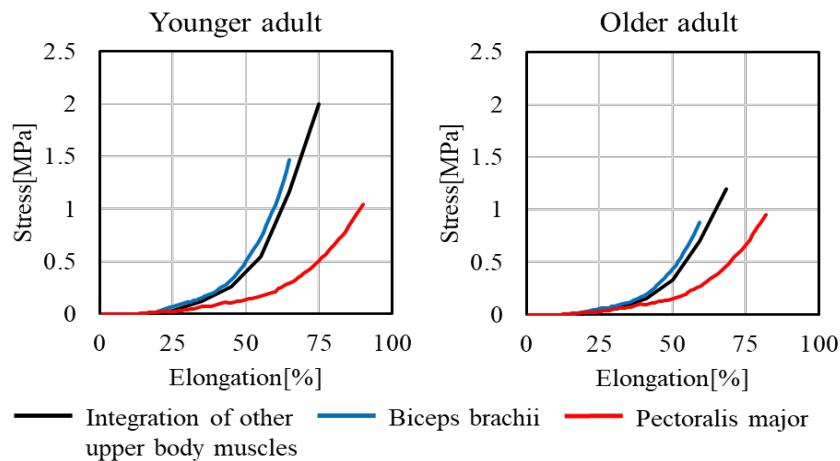 Younger adult
Older adult
2.5
2
1.5
1
0.5
0
Stress[MPa]
0
25
50
75
100
Elongation[%]
2.5
2
1.5
1
0.5
0
Stress[MPa]
0
25
50
75
100
Elongation[%]
Integration of other
upper body muscles
Biceps brachii
Pectoralis major